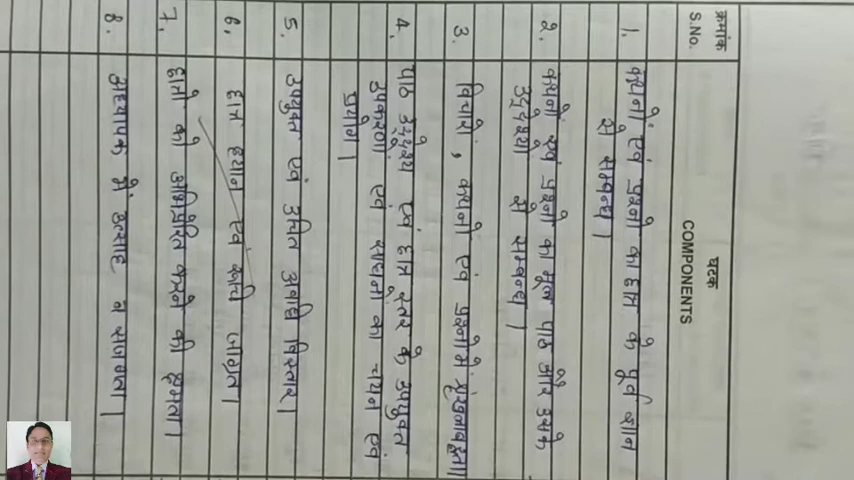 क्रमांक
S.No.
घटक
COMPONENTS
1. कथनों एवं प्रश्नों का छात्र के पूर्व ज्ञान
से सम्बन्ध।
2. कथनों एवं प्रश्नों का मूल पाठ और उसके
उद्देश्यों से सम्बन्ध।
3. विचारों, कथनों एवं प्रश्नों में श्रृंखलाबद्धता।
4. पाठ उद्देश्य एवं छात्र स्तर के उपयुक्त
उपकरणों एवं साधनों का चयन एवं
प्रयोग।
5. उपयुक्त एवं उचित अवधि विस्तार।
6. छात्र ध्यान एवं रूचि जाग्रत।
7. छात्रों को अभिप्रेरित करने की क्षमता।
8. अध्यापक में उत्साह व सजगता।